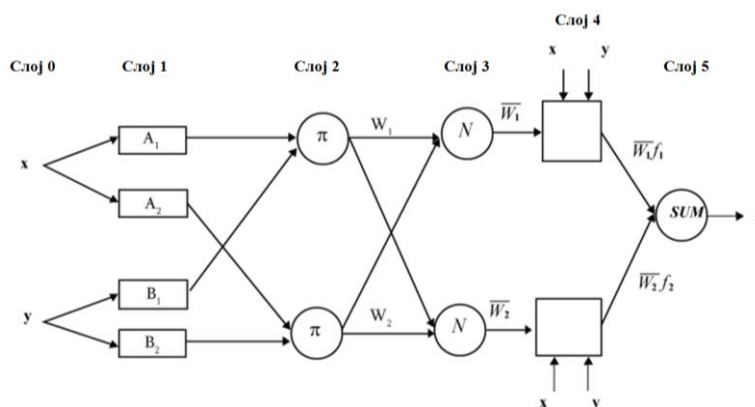 Слој 4
Слој 0 Слој 1 Слој 2 Слој 3 x y Слој 5
A₁ π W₁ N W̅₁
x W̅₁f₁
A₂
SUM
B₁
y W̅₂f₂
B₂ π W₂ N W̅₂
x y